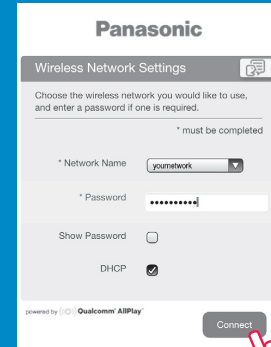 Panasonic
Wireless Network Settings
Choose the wireless network you would like to use,
and enter a password if one is required.
* must be completed
* Network Name
yournetwork
* Password
••••••••••
Show Password
DHCP
powered by Qualcomm® AllPlay™
Connect